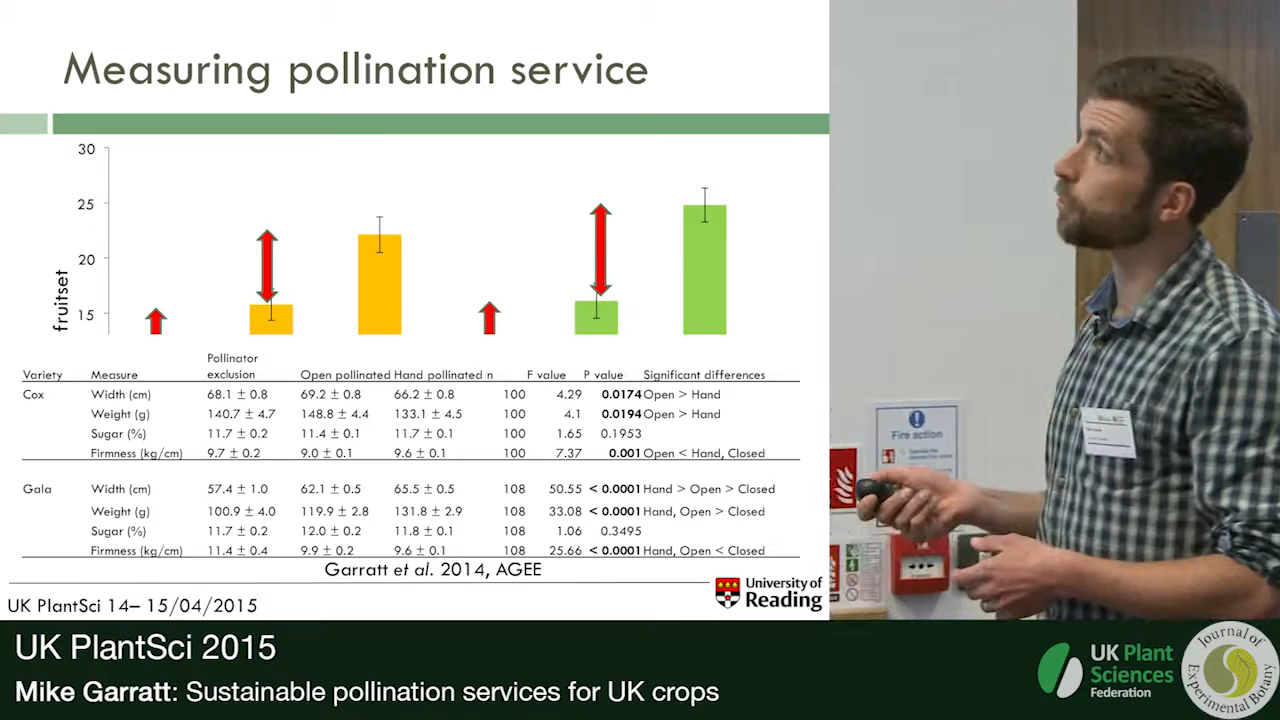 Measuring pollination service
30
25
20
15
fruitset
Variety Measure Pollinator exclusion Open pollinated Hand pollinated n F value P value Significant differences
Cox Width (cm) 68.1 ± 0.8 69.2 ± 0.8 66.2 ± 0.8 100 4.29 0.0174 Open > Hand
Weight (g) 140.7 ± 4.7 148.8 ± 4.4 133.1 ± 4.5 100 4.1 0.0194 Open > Hand
Sugar (%) 11.7 ± 0.2 11.4 ± 0.1 11.7 ± 0.1 100 1.65 0.1953
Firmness (kg/cm) 9.7 ± 0.2 9.0 ± 0.1 9.6 ± 0.1 100 7.37 0.001 Open < Hand, Closed
Gala Width (cm) 57.4 ± 1.0 62.1 ± 0.5 65.5 ± 0.5 108 50.55 < 0.0001 Hand > Open > Closed
Weight (g) 100.9 ± 4.0 119.9 ± 2.8 131.8 ± 2.9 108 33.08 < 0.0001 Hand, Open > Closed
Sugar (%) 11.7 ± 0.2 12.0 ± 0.2 11.8 ± 0.1 108 1.06 0.3495
Firmness (kg/cm) 11.4 ± 0.4 9.9 ± 0.2 9.6 ± 0.1 108 25.66 < 0.0001 Hand, Open < Closed
Garratt et al. 2014, AGEE
University of
Reading
UK PlantSci 14– 15/04/2015
Fire action
UK PlantSci 2015
Mike Garratt: Sustainable pollination services for UK crops
UK Plant
Sciences
Federation
Journal of
Experimental Botany